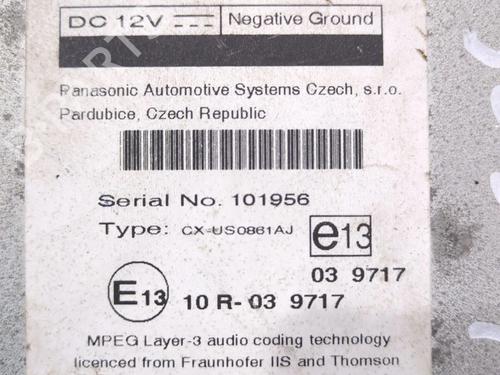 DC 12V Negative Ground
Panasonic Automotive Systems Czech, s.r.o.
Pardubice, Czech Republic
Serial No. 101956
Type: CX-US0861AJ e13
03 9717
E13 10 R- 03 9717
MPEG Layer-3 audio coding technology
licenced from Fraunhofer IIS and Thomson